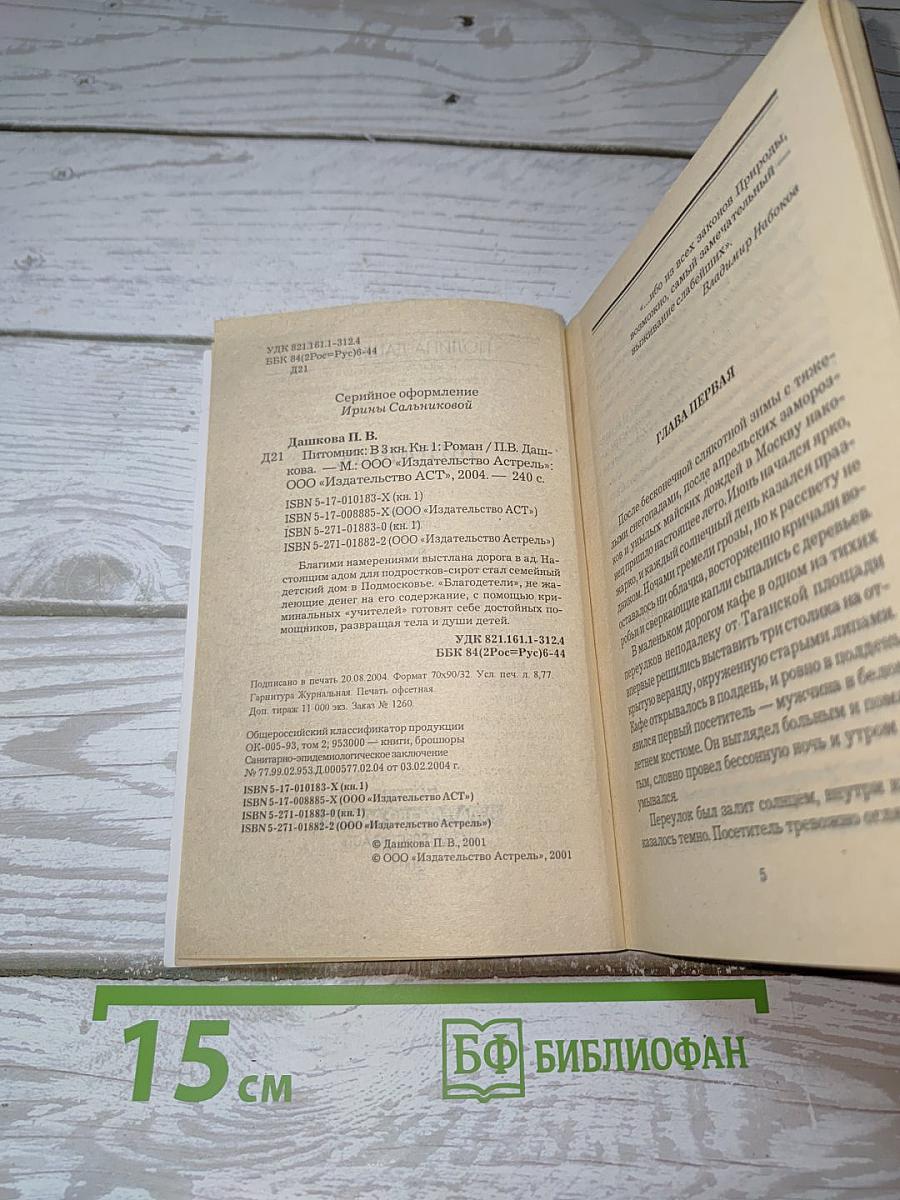 УДК 821.161.1-312.4
ББК 84(2Рос=Рус)6-44
Д21
Серийное оформление
Ирины Сальниковой
Дашкова П. В.
Д21 Питомник: В 3 кн. Кн. 1: Роман / П.В. Даш-
кова. — М.: ООО «Издательство Астрель»:
ООО «Издательство АСТ», 2004. — 240 с.
ISBN 5-17-010183-X (кн. 1)
ISBN 5-17-008885-X (ООО «Издательство АСТ»)
ISBN 5-271-01883-0 (кн. 1)
ISBN 5-271-01882-2 (ООО «Издательство Астрель»)
Благими намерениями выстлана дорога в ад. На-
стоящим адом для подростков-сирот стал семейный
детский дом в Подмосковье. «Благодетели», не жа-
леющие денег на его содержание, с помощью кри-
минальных «учителей» готовят себе достойных по-
мощников, развращая тела и души детей.
УДК 821.161.1-312.4
ББК 84(2Рос=Рус)6-44
Подписано в печать 20.08.2004. Формат 70х90/32. Усл. печ. л. 8,77.
Гарнитура Журнальная. Печать офсетная.
Доп. тираж 11 000 экз. Заказ № 1260.
Общероссийский классификатор продукции
ОК-005-93, том 2; 953000 — книги, брошюры
Санитарно-эпидемиологическое заключение
№ 77.99.02.953.Д.000577.02.04 от 03.02.2004 г.
ISBN 5-17-010183-X (кн. 1)
ISBN 5-17-008885-X (ООО «Издательство АСТ»)
ISBN 5-271-01883-0 (кн. 1)
ISBN 5-271-01882-2 (ООО «Издательство Астрель»)
© Дашкова П. В., 2001
© ООО «Издательство Астрель», 2001
«...ибо из всех законов Природы,
возможно, самый замечательный —
выживание слабейших».
Владимир Набоков
ГЛАВА ПЕРВАЯ
После бесконечной слякотной зимы с тяже-
лыми снегопадами, после апрельских замороз-
ков и унылых майских дождей в Москву нако-
нец пришло настоящее лето. Июнь начался ярко,
жарко, и каждый солнечный день казался праз-
дником. Ночами гремели грозы, но к рассвету не
оставалось ни облачка, восторженно кричали во-
робьи и сверкающие капли сыпались с деревьев.
В маленьком дорогом кафе в одном из тихих
переулков неподалеку от Таганской площади
впервые решились выставить три столика на от-
крытую веранду, окруженную старыми липами.
Кафе открывалось в полдень, и ровно в полдень
явился первый посетитель — мужчина в белом
летнем костюме. Он выглядел больным и
тым, словно провел бессонную ночь и утром
умывался.
Переулок был залит солнцем, внутри
казалось темно. Посетитель тревожно
5
15 см
БФ БИБЛИОФАН